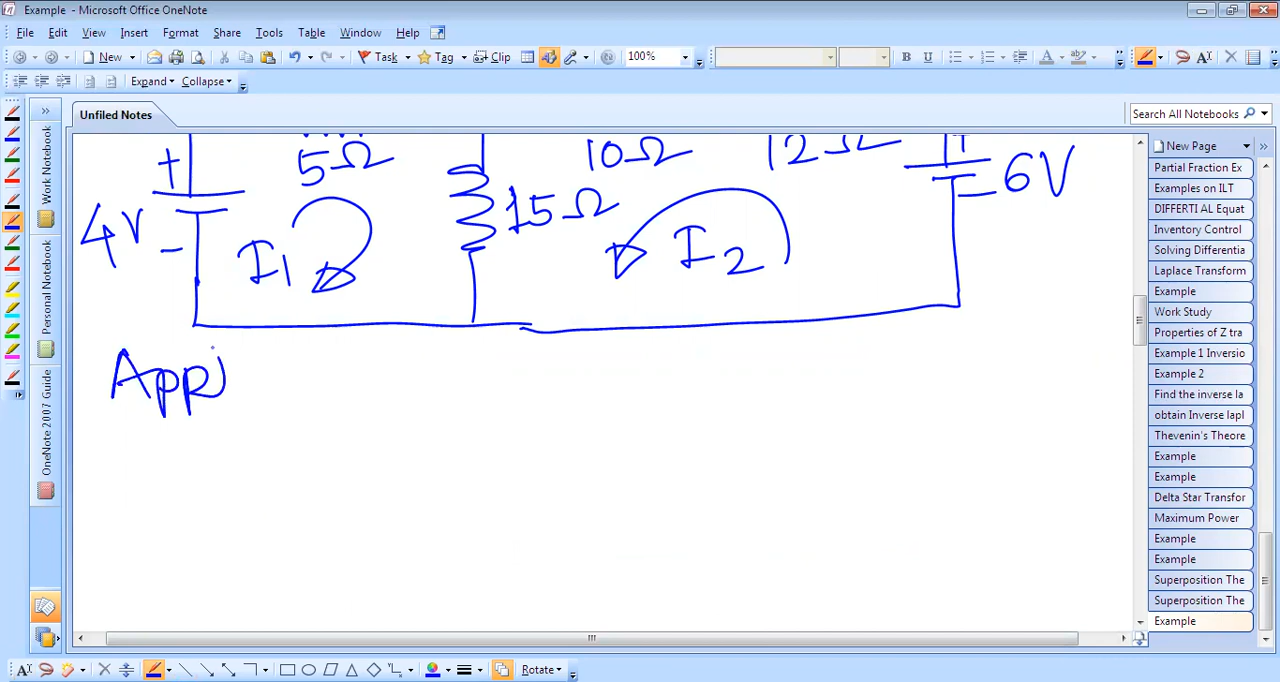 Example - Microsoft Office OneNote
File Edit View Insert Format Share Tools Table Window Help
New Task Tag Clip 100% B U A
Expand Collapse
Unfiled Notes
Search All Notebooks
New Page
Partial Fraction Ex
Examples on ILT
DIFFERTI AL Equat
Inventory Control
Solving Differentia
Laplace Transform
Example
Work Study
Properties of Z tra
Example 1 Inversio
Example 2
Find the inverse la
obtain Inverse lapl
Thevenin's Theore
Example
Example
Delta Star Transfor
Maximum Power
Example
Example
Superposition The
Superposition The
Example
Work Notebook
Personal Notebook
OneNote 2007 Guide
+ 5Ω 10Ω 12Ω + 6V
4V - 15Ω
I1 I2
Appl
Rotate